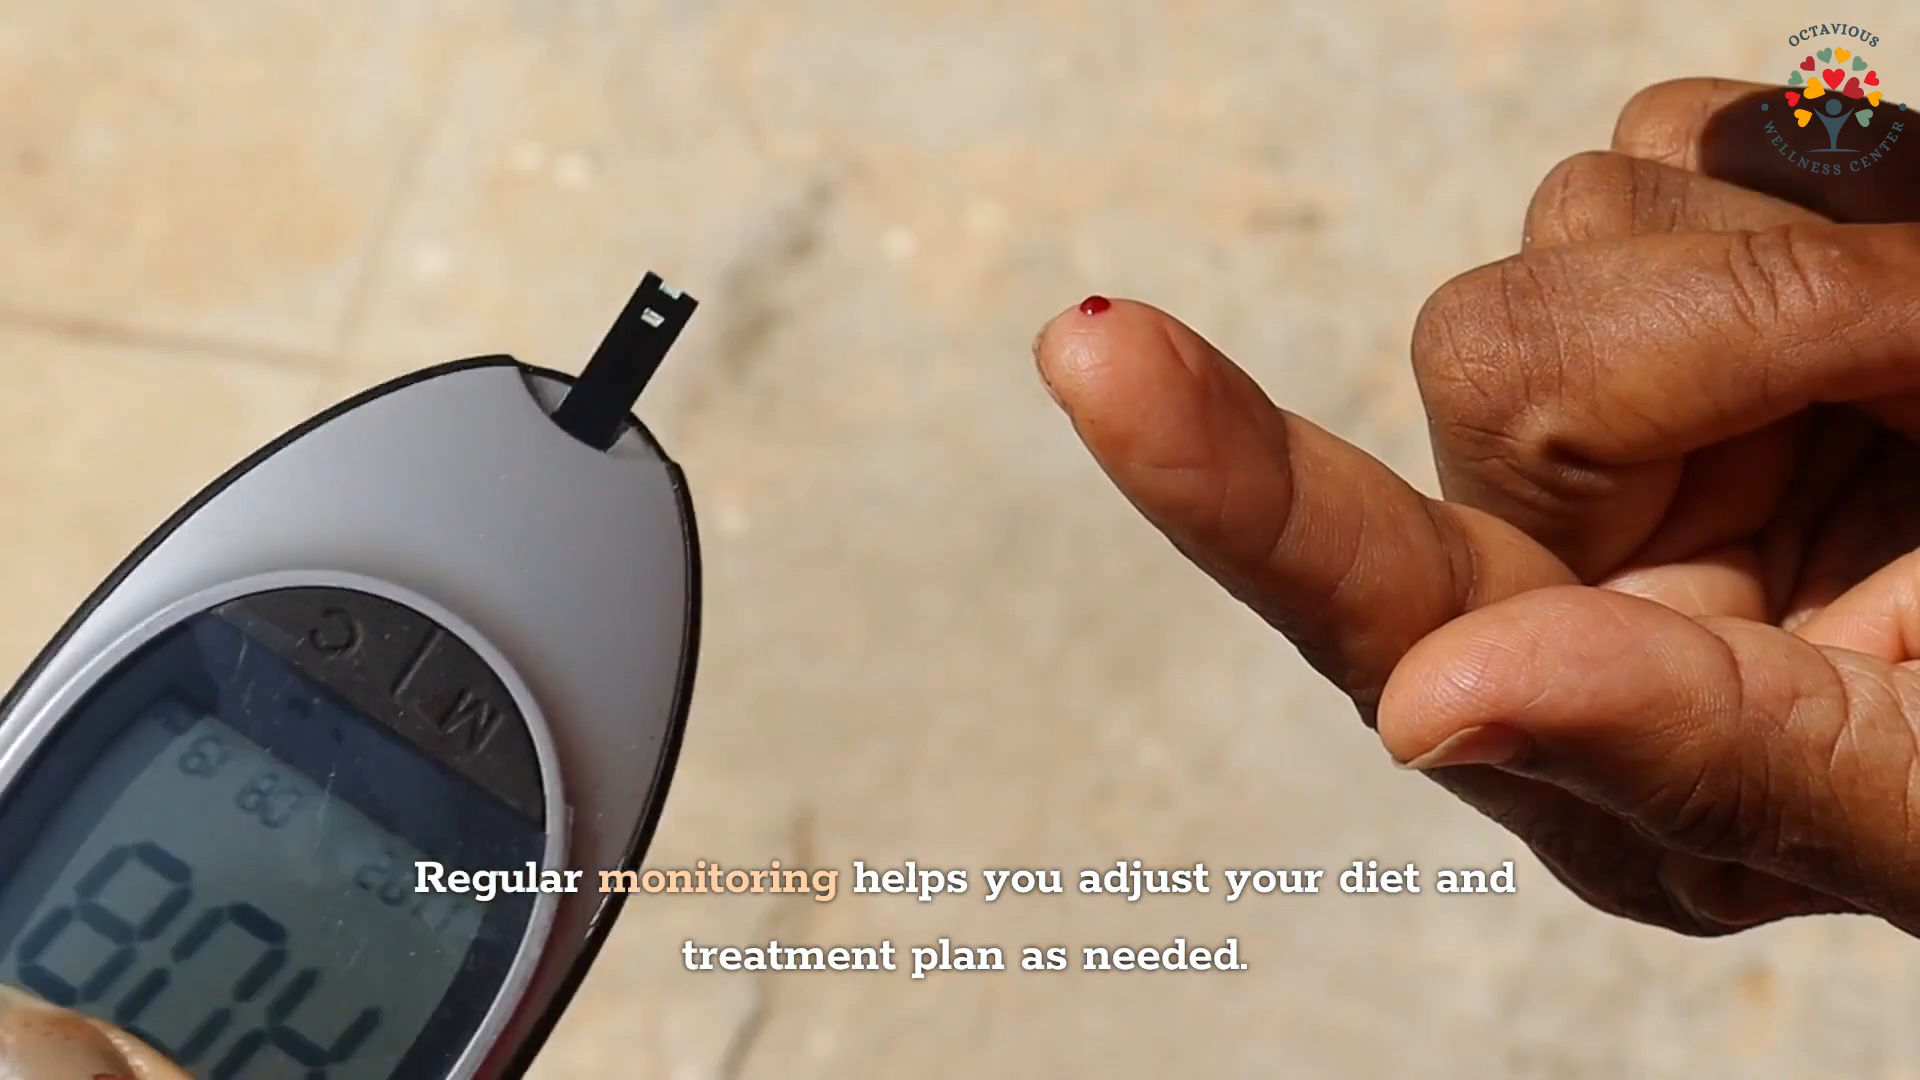 OCTAVIOUS
WELLNESS CENTER
C
M
Regular monitoring helps you adjust your diet and
treatment plan as needed.